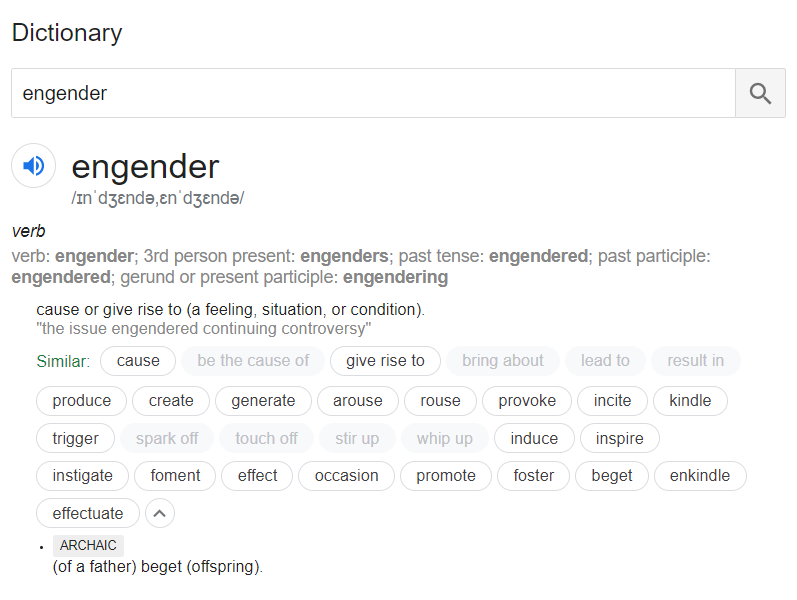 Dictionary
engender
engender
/ɪnˈdʒɛndə,ɛnˈdʒɛndə/
verb
verb: engender; 3rd person present: engenders; past tense: engendered; past participle:
engendered; gerund or present participle: engendering
cause or give rise to (a feeling, situation, or condition).
"the issue engendered continuing controversy"
Similar: cause be the cause of give rise to bring about lead to result in
produce create generate arouse rouse provoke incite kindle
trigger spark off touch off stir up whip up induce inspire
instigate foment effect occasion promote foster beget enkindle
effectuate
• ARCHAIC
(of a father) beget (offspring).